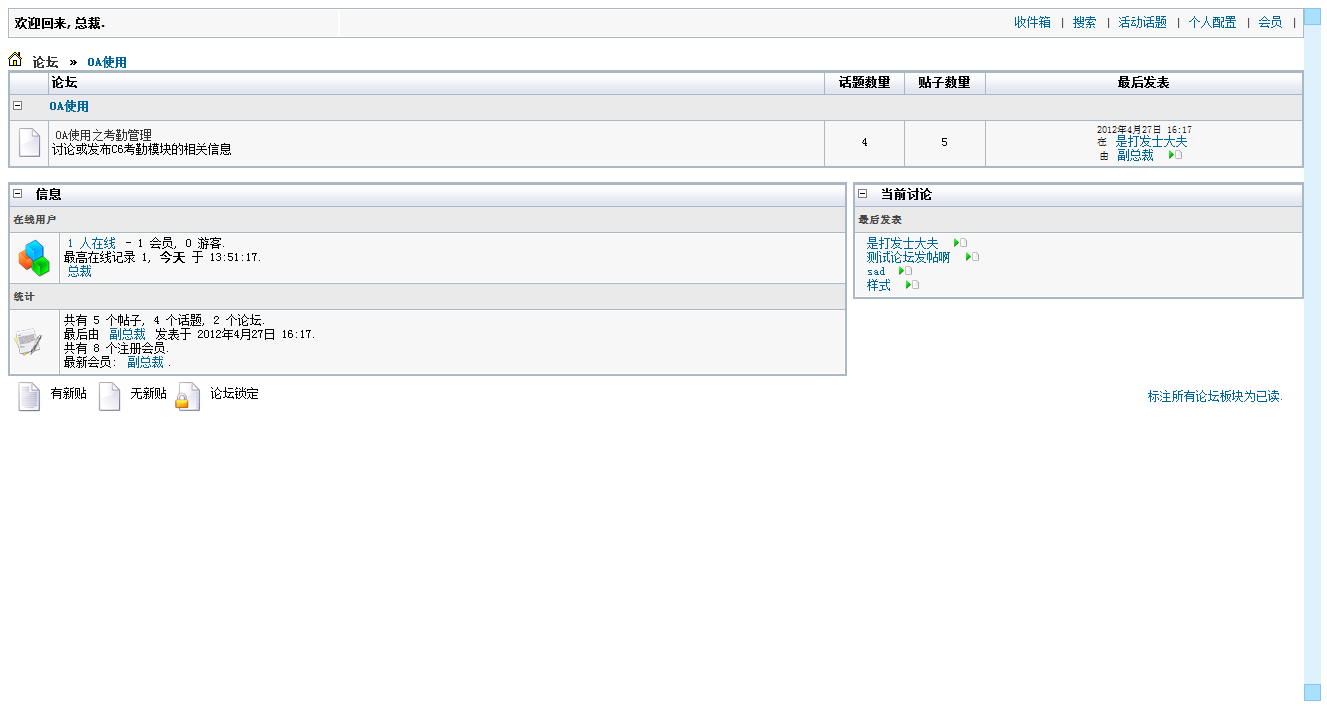 欢迎回来, 总裁.
收件箱 | 搜索 | 活动话题 | 个人配置 | 会员 |
论坛 » OA使用
论坛 话题数量 贴子数量 最后发表
OA使用
OA使用之考勤管理
讨论或发布C6考勤模块的相关信息
4 5
2012年4月27日 16:17
在 是打发士大夫
由 副总裁
信息
在线用户
1 人在线 - 1 会员, 0 游客.
最高在线记录 1, 今天 于 13:51:17.
总裁
统计
共有 5 个帖子, 4 个话题, 2 个论坛.
最后由 副总裁 发表于 2012年4月27日 16:17.
共有 8 个注册会员.
最新会员: 副总裁 .
当前讨论
最后发表
是打发士大夫
测试论坛发帖啊
sad
样式
有新贴 无新贴 论坛锁定
标注所有论坛板块为已读.